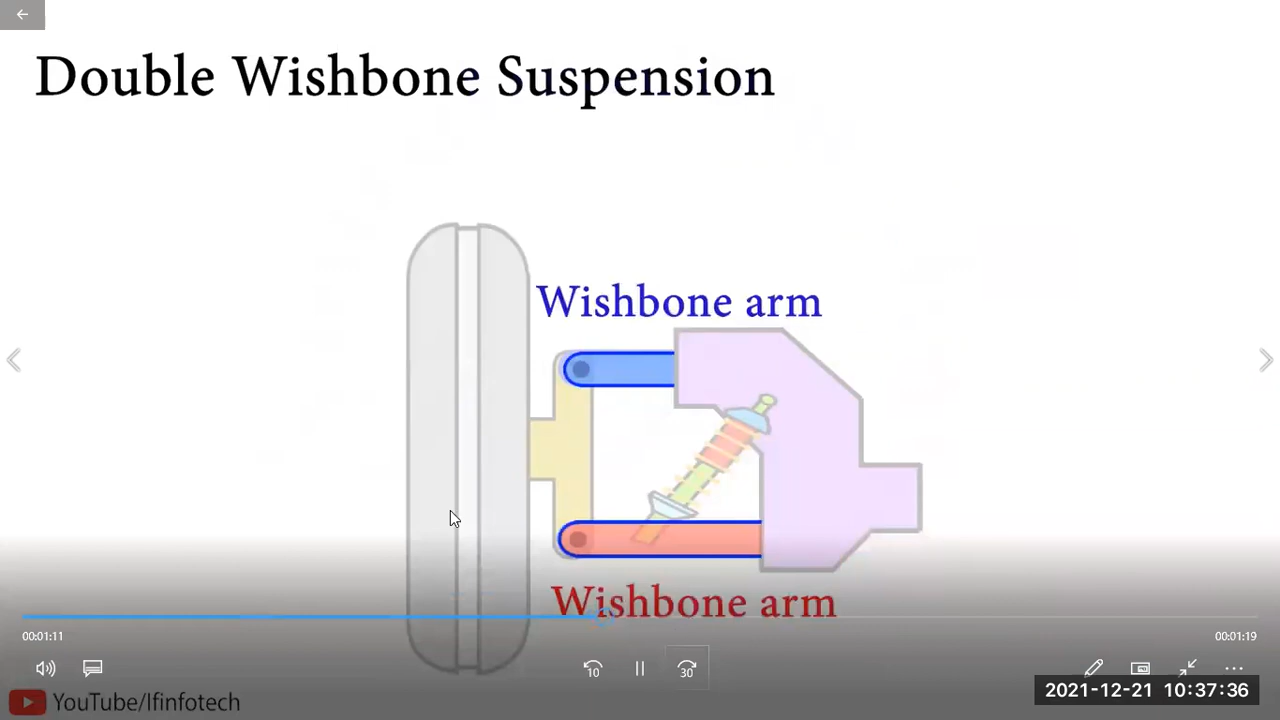 Double Wishbone Suspension
Wishbone arm
Wishbone arm
00:01:11
00:01:19
10
30
2021-12-21 10:37:36
YouTube/lfinfotech